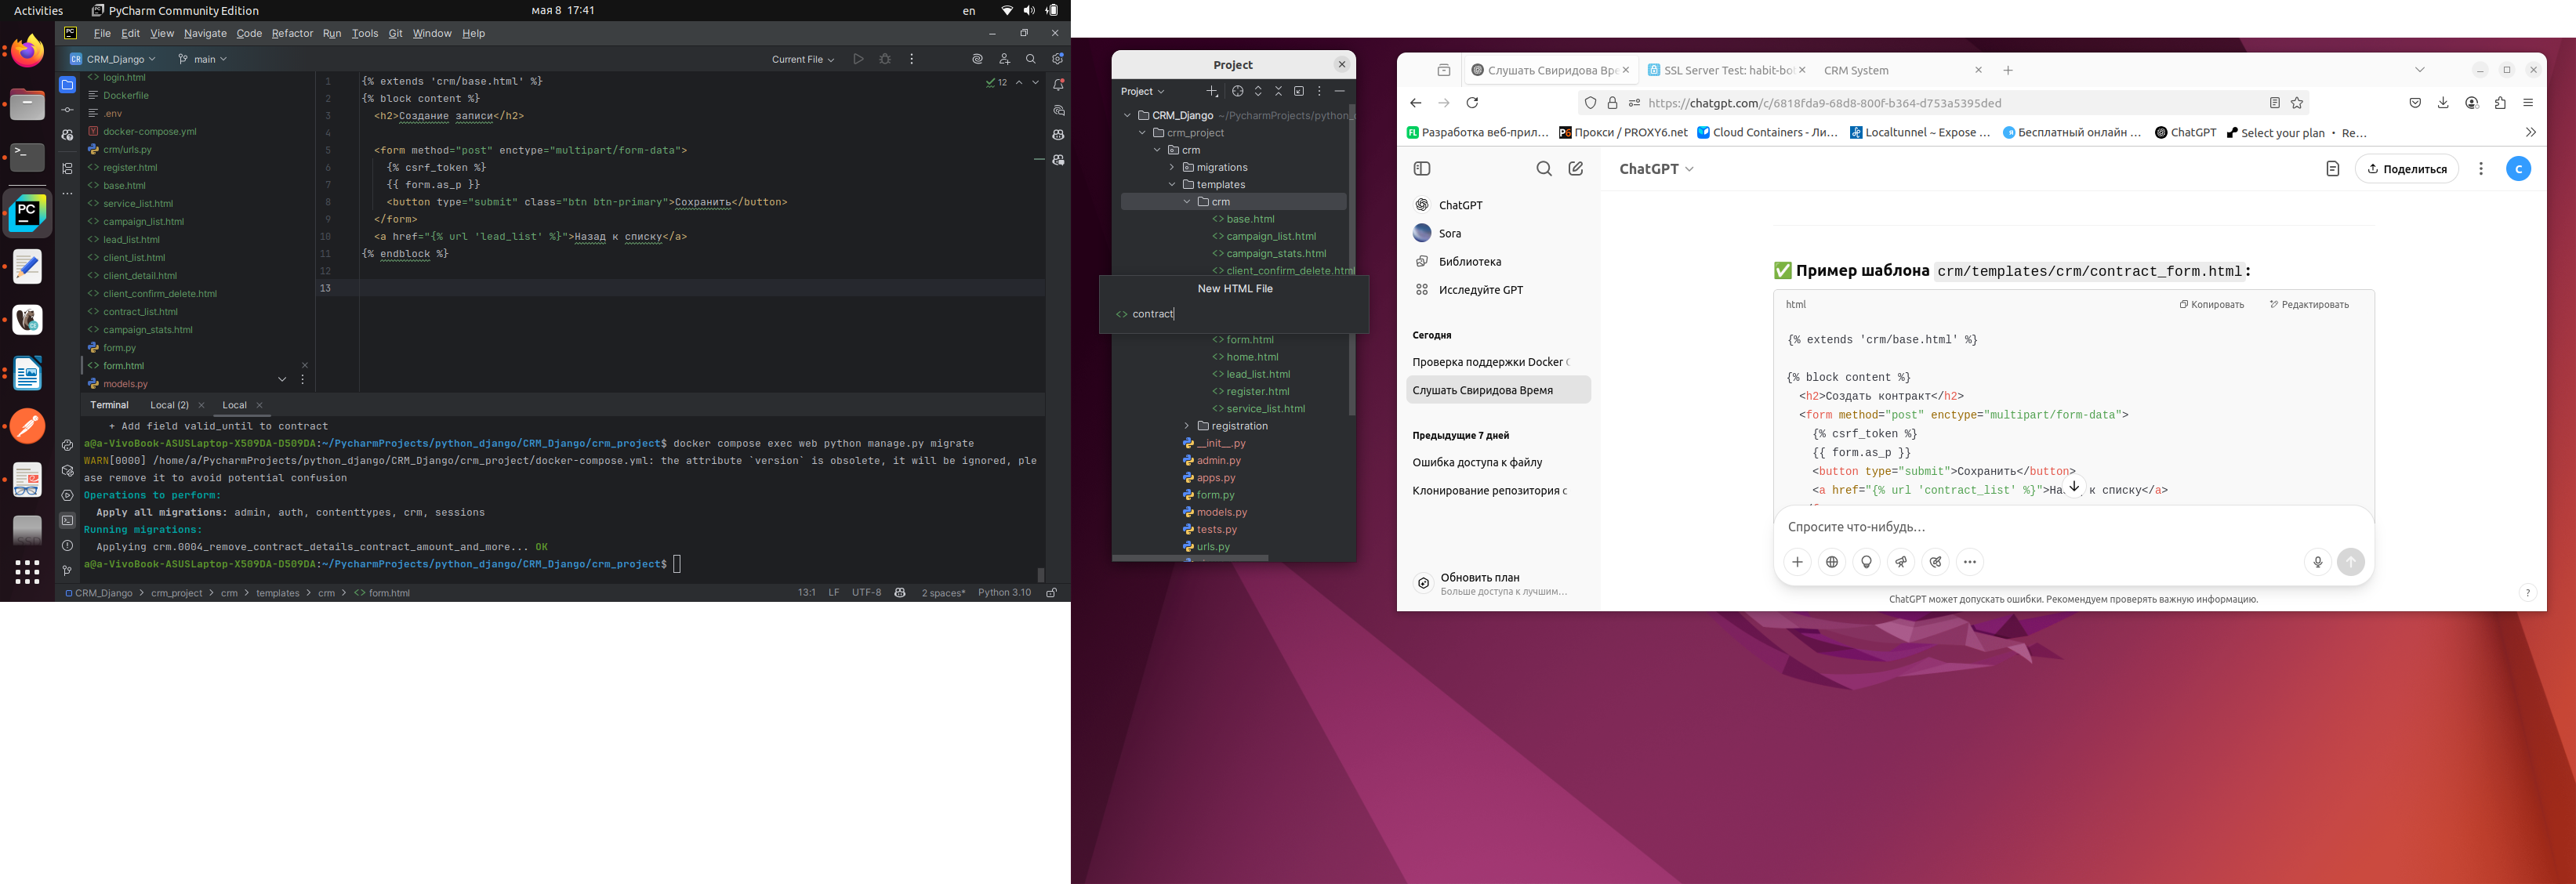 Activities
PyCharm Community Edition
мая 8 17:41
en
File Edit View Navigate Code Refactor Run Tools Git Window Help
CR CRM_Django
main
Current File
login.html
Dockerfile
.env
docker-compose.yml
crm/urls.py
register.html
base.html
service_list.html
campaign_list.html
lead_list.html
client_list.html
client_detail.html
client_confirm_delete.html
contract_list.html
campaign_stats.html
form.py
form.html
models.py
12
1 {% extends 'crm/base.html' %}
2 {% block content %}
3 <h2>Создание записи</h2>
4
5 <form method="post" enctype="multipart/form-data">
6 {% csrf_token %}
7 {{ form.as_p }}
8 <button type="submit" class="btn btn-primary">Сохранить</button>
9 </form>
10 <a href="{% url 'lead_list' %}">Назад к списку</a>
11 {% endblock %}
12
13
Terminal
Local (2)
Local
+ Add field valid_until to contract
a@a-VivoBook-ASUSLaptop-X509DA-D509DA:~/PycharmProjects/python_django/CRM_Django/crm_project$ docker compose exec web python manage.py migrate
WARN[0000] /home/a/PycharmProjects/python_django/CRM_Django/crm_project/docker-compose.yml: the attribute `version` is obsolete, it will be ignored, ple
ase remove it to avoid potential confusion
Operations to perform:
Apply all migrations: admin, auth, contenttypes, crm, sessions
Running migrations:
Applying crm.0004_remove_contract_details_contract_amount_and_more... OK
a@a-VivoBook-ASUSLaptop-X509DA-D509DA:~/PycharmProjects/python_django/CRM_Django/crm_project$
CRM_Django > crm_project > crm > templates > crm > form.html
13:1 LF UTF-8 2 spaces* Python 3.10
Project
Project
CRM_Django ~/PycharmProjects/python_
crm_project
crm
migrations
templates
crm
base.html
campaign_list.html
campaign_stats.html
client_confirm_delete.html
New HTML File
contract
form.html
home.html
lead_list.html
register.html
service_list.html
registration
__init__.py
admin.py
apps.py
form.py
models.py
tests.py
urls.py
Слушать Свиридова Вре
SSL Server Test: habit-bo
CRM System
https://chatgpt.com/c/6818fda9-68d8-800f-b364-d753a5395ded
Разработка веб-прил…
Прокси / PROXY6.net
Cloud Containers - Ли…
Localtunnel ~ Expose …
Бесплатный онлайн …
ChatGPT
Select your plan • Re…
ChatGPT
Sora
Библиотека
Исследуйте GPT
Сегодня
Проверка поддержки Docker
Слушать Свиридова Время
Предыдущие 7 дней
Ошибка доступа к файлу
Клонирование репозитория с
Обновить план
Больше доступа к лучшим…
ChatGPT
Поделиться
C
✅ Пример шаблона crm/templates/crm/contract_form.html:
html
Копировать
Редактировать
{% extends 'crm/base.html' %}
{% block content %}
<h2>Создать контракт</h2>
<form method="post" enctype="multipart/form-data">
{% csrf_token %}
{{ form.as_p }}
<button type="submit">Сохранить</button>
<a href="{% url 'contract_list' %}"> к списку</a>
Спросите что-нибудь…
ChatGPT может допускать ошибки. Рекомендуем проверять важную информацию.
?